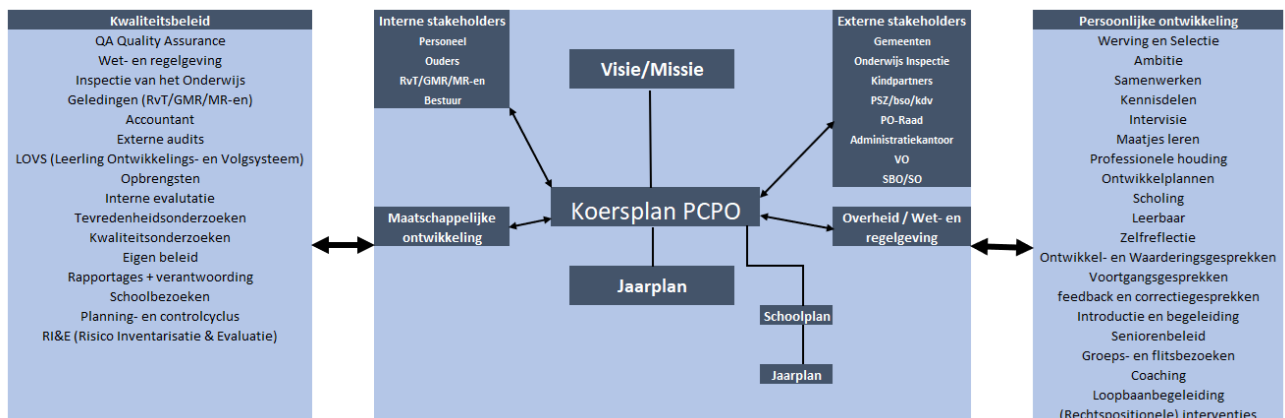 Kwaliteitsbeleid
QA Quality Assurance
Wet- en regelgeving
Inspectie van het Onderwijs
Geledingen (RvT/GMR/MR-en)
Accountant
Externe audits
LOVS (Leerling Ontwikkelings- en Volgsysteem)
Opbrengsten
Interne evalutatie
Tevredenheidsonderzoeken
Kwaliteitsonderzoeken
Eigen beleid
Rapportages + verantwoording
Schoolbezoeken
Planning- en controlcyclus
RI&E (Risico Inventarisatie & Evaluatie)
Interne stakeholders
Personeel
Ouders
RvT/GMR/MR-en
Bestuur
Visie/Missie
Externe stakeholders
Gemeenten
Onderwijs Inspectie
Kindpartners
PSZ/bso/kdv
PO-Raad
Administratiekantoor
VO
SBO/SO
Koersplan PCPO
Maatschappelijke
ontwikkeling
Overheid / Wet- en
regelgeving
Jaarplan
Schoolplan
Jaarplan
Persoonlijke ontwikkeling
Werving en Selectie
Ambitie
Samenwerken
Kennisdelen
Intervisie
Maatjes leren
Professionele houding
Ontwikkelplannen
Scholing
Leerbaar
Zelfreflectie
Ontwikkel- en Waarderingsgesprekken
Voortgangsgesprekken
feedback en correctiegesprekken
Introductie en begeleiding
Seniorenbeleid
Groeps- en flitsbezoeken
Coaching
Loopbaanbegeleiding
(Rechtspositionele) interventies